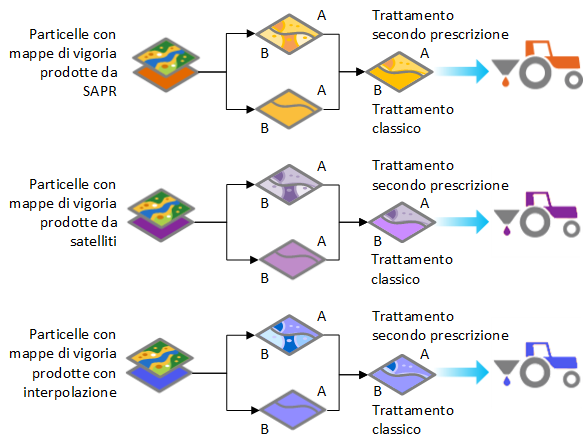 Particelle con
mappe di vigoria
prodotte da
SAPR
A
B
A
B
Trattamento
secondo prescrizione
A
B
Trattamento
classico
Particelle con
mappe di vigoria
prodotte da
satelliti
A
B
A
B
Trattamento
secondo prescrizione
A
B
Trattamento
classico
Particelle con
mappe di vigoria
prodotte con
interpolazione
A
B
A
B
Trattamento
secondo prescrizione
A
B
Trattamento
classico